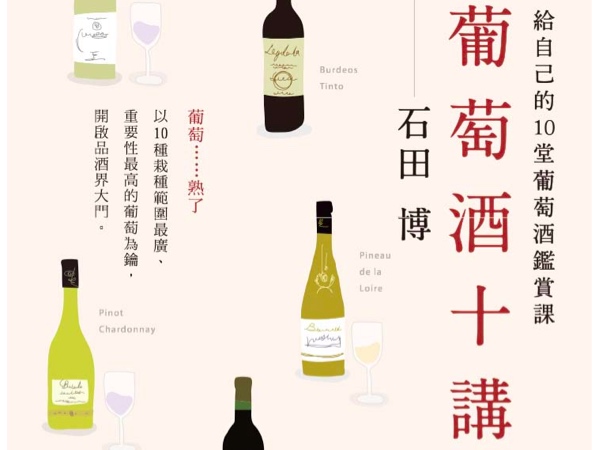 給自己的10堂葡萄酒鑑賞課
葡萄酒十講
石田 博
葡萄……熟了
以10種栽種範圍最廣、
重要性最高的葡萄為鑰，
開啟品酒界大門。
Burdeos
Tinto
Pineau
de la
Loire
Pinot
Chardonnay